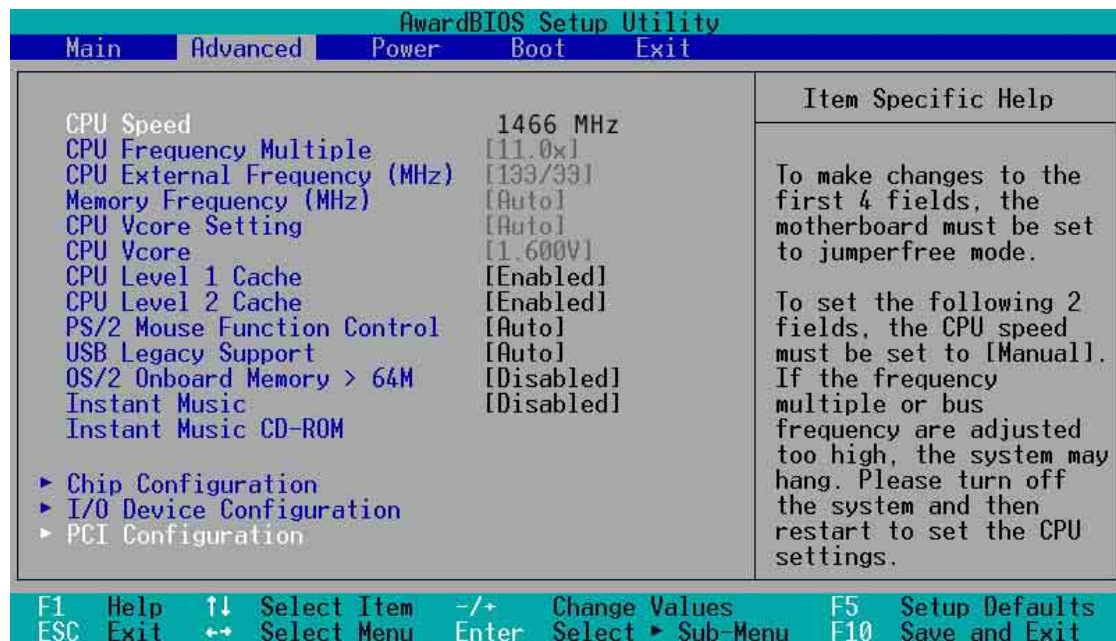 AwardBIOS Setup Utility
Main Advanced Power Boot Exit
CPU Speed 1466 MHz
CPU Frequency Multiple [11.0x]
CPU External Frequency (MHz) [133/33]
Memory Frequency (MHz) [Auto]
CPU Vcore Setting [Auto]
CPU Vcore [1.600V]
CPU Level 1 Cache [Enabled]
CPU Level 2 Cache [Enabled]
PS/2 Mouse Function Control [Auto]
USB Legacy Support [Auto]
OS/2 Onboard Memory > 64M [Disabled]
Instant Music [Disabled]
Instant Music CD-ROM
► Chip Configuration
► I/O Device Configuration
► PCI Configuration
Item Specific Help
To make changes to the
first 4 fields, the
motherboard must be set
to jumperfree mode.
To set the following 2
fields, the CPU speed
must be set to [Manual].
If the frequency
multiple or bus
frequency are adjusted
too high, the system may
hang. Please turn off
the system and then
restart to set the CPU
settings.
F1 Help ↑↓ Select Item -/+ Change Values F5 Setup Defaults
ESC Exit ←→ Select Menu Enter Select ► Sub-Menu F10 Save and Exit